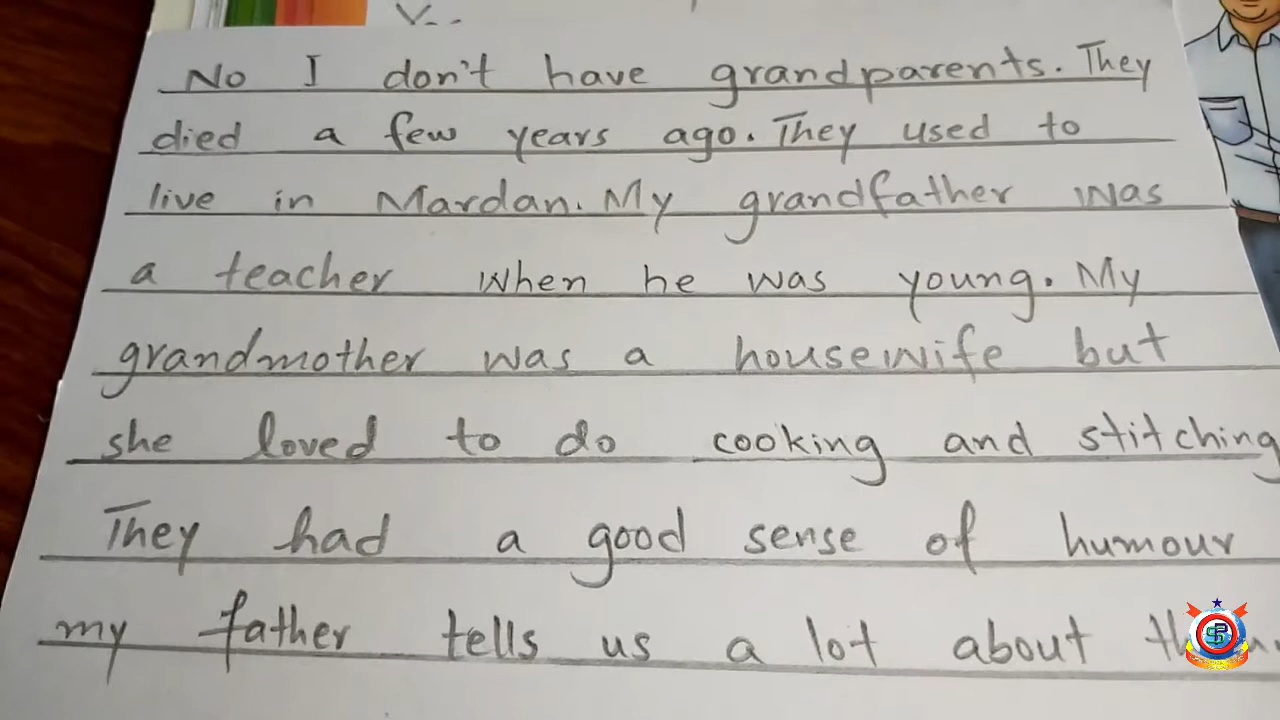 No I don't have grandparents. They
died a few years ago. They used to
live in Mardan. My grandfather was
a teacher when he was young. My
grandmother was a housewife but
she loved to do cooking and stitching
They had a good sense of humour
my father tells us a lot about